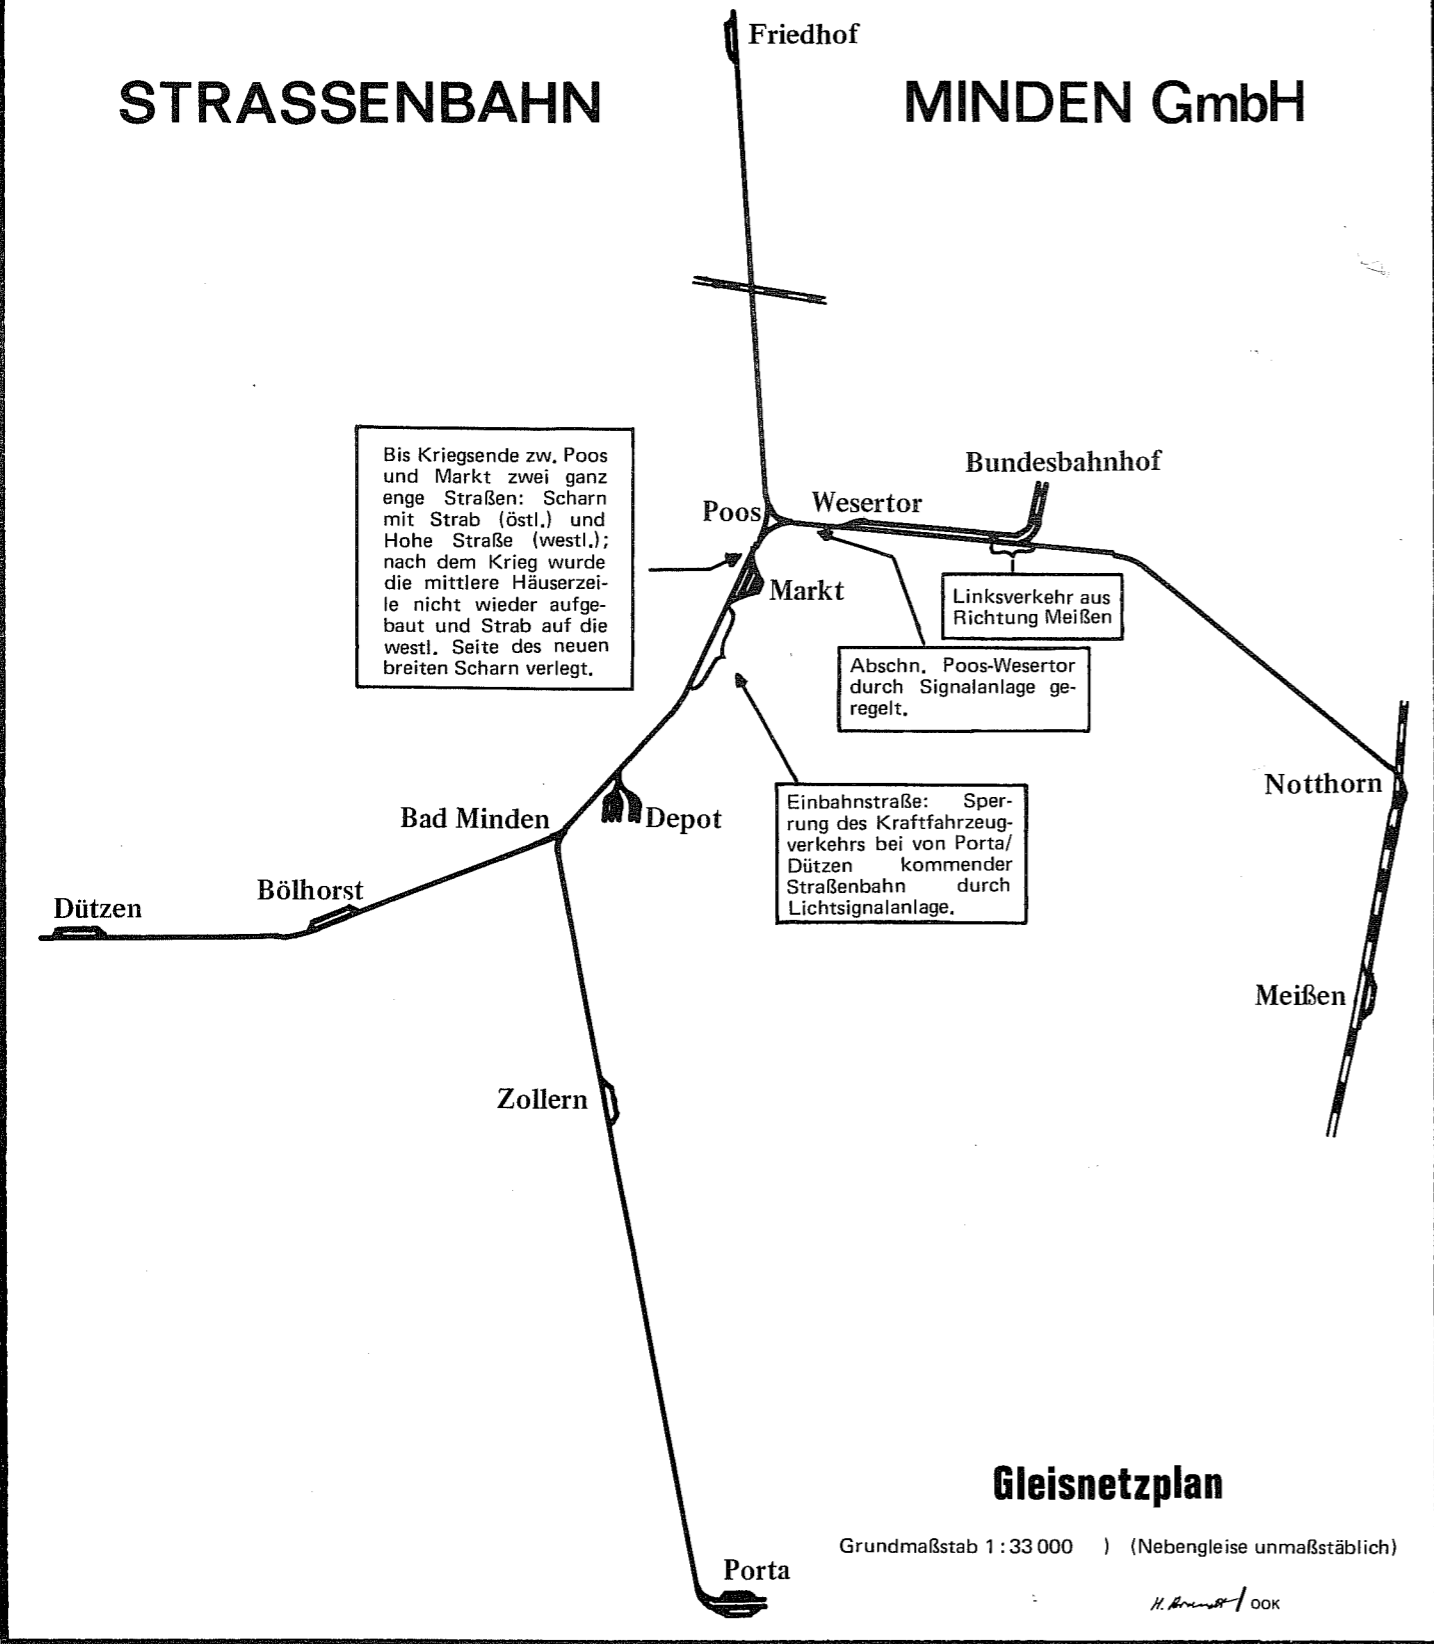 Friedhof
STRASSENBAHN MINDEN GmbH
Bis Kriegsende zw. Poos
und Markt zwei ganz
enge Straßen: Scharn
mit Strab (östl.) und
Hohe Straße (westl.);
nach dem Krieg wurde
die mittlere Häuserzei-
le nicht wieder aufge-
baut und Strab auf die
westl. Seite des neuen
breiten Scharn verlegt.
Bundesbahnhof
Poos
Wesertor
Markt
Linksverkehr aus
Richtung Meißen
Abschn. Poos-Wesertor
durch Signalanlage ge-
regelt.
Notthorn
Einbahnstraße: Sper-
rung des Kraftfahrzeug-
verkehrs bei von Porta/
Dützen kommender
Straßenbahn durch
Lichtsignalanlage.
Bad Minden
Depot
Bölhorst
Dützen
Meißen
Zollern
Gleisnetzplan
Grundmaßstab 1 : 33 000 ) (Nebengleise unmaßstäblich)
Porta
/ OOK